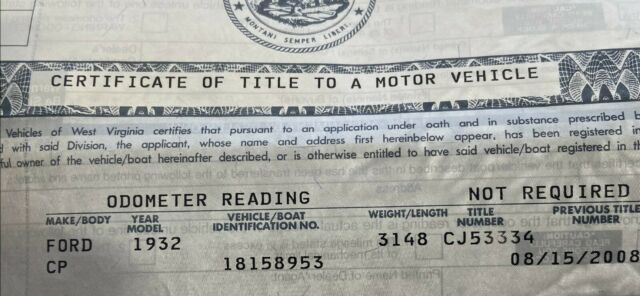 MONTANI SEMPER LIBERI
CERTIFICATE OF TITLE TO A MOTOR VEHICLE
Vehicles of West Virginia certifies that pursuant to an application under oath and in substance prescribed b
d with said Division, the applicant, whose name and address first hereinbelow appear, has been registered in
ful owner of the vehicle/boat hereinafter described, or is otherwise entitled to have said vehicle/boat registered in th
ODOMETER READING NOT REQUIRED
MAKE/BODY YEAR MODEL VEHICLE/BOAT IDENTIFICATION NO. WEIGHT/LENGTH TITLE NUMBER PREVIOUS TITLE NUMBER
FORD 1932 3148 CJ53334
CP 18158953 08/15/2008